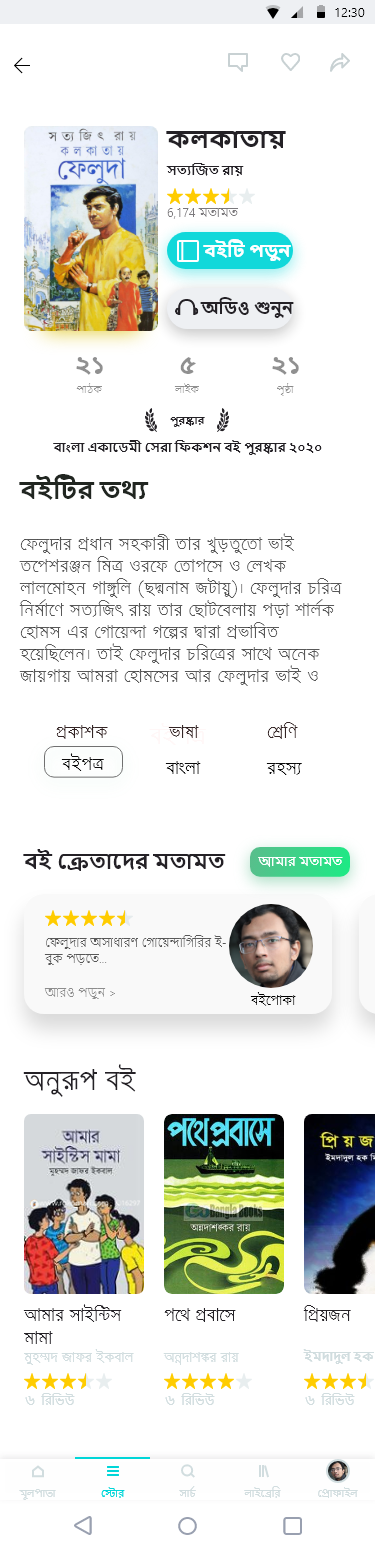 12:30
সত্যজিৎ রায়
কলকাতায়
ফেলুদা
কলকাতায়
সত্যজিত রায়
6,174 মতামত
বইটি পড়ুন
অডিও শুনুন
২১ ৫ ২১
পাঠক লাইক পৃষ্ঠা
পুরষ্কার
বাংলা একাডেমী সেরা ফিকশন বই পুরষ্কার ২০২০
বইটির তথ্য
ফেলুদার প্রধান সহকারী তার খুড়তুতো ভাই
তপেশরঞ্জন মিত্র ওরফে তোপসে ও লেখক
লালমোহন গাঙ্গুলি (ছদ্মনাম জটায়ু)। ফেলুদার চরিত্র
নির্মাণে সত্যজিৎ রায় তার ছোটবেলায় পড়া শার্লক
হোমস এর গোয়েন্দা গল্পের দ্বারা প্রভাবিত
হয়েছিলেন। তাই ফেলুদার চরিত্রের সাথে অনেক
জায়গায় আমরা হোমসের আর ফেলুদার ভাই ও
প্রকাশক ভাষা শ্রেণি
বইপত্র বাংলা রহস্য
বই ক্রেতাদের মতামত
আমার মতামত
ফেলুদার অসাধারণ গোয়েন্দাগিরির ই-
বুক পড়তে...
আরও পড়ুন >
বইপোকা
অনুরূপ বই
আমার
সাইন্টিস মামা
মুহম্মদ জাফর ইকবাল
পথে প্রবাসে
Bangla Books
অন্নদাশঙ্কর রায়
প্রিয়জ
ইমদাদুল হক
আমার সাইন্টিস
মামা
মুহম্মদ জাফর ইকবাল
৬ রিভিউ
পথে প্রবাসে
অন্নদাশঙ্কর রায়
৬ রিভিউ
প্রিয়জন
ইমদাদুল হক
৬ রিভিউ
মুলপাতা স্টোর সার্চ লাইব্রেরি প্রোফাইল